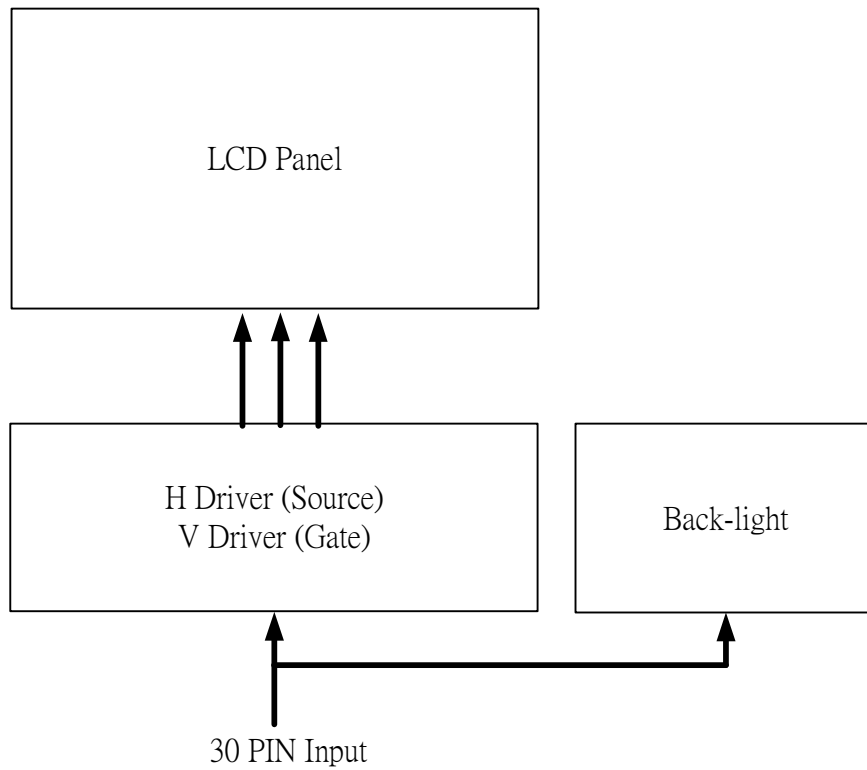 LCD Panel
H Driver (Source)
V Driver (Gate)
Back-light
30 PIN Input